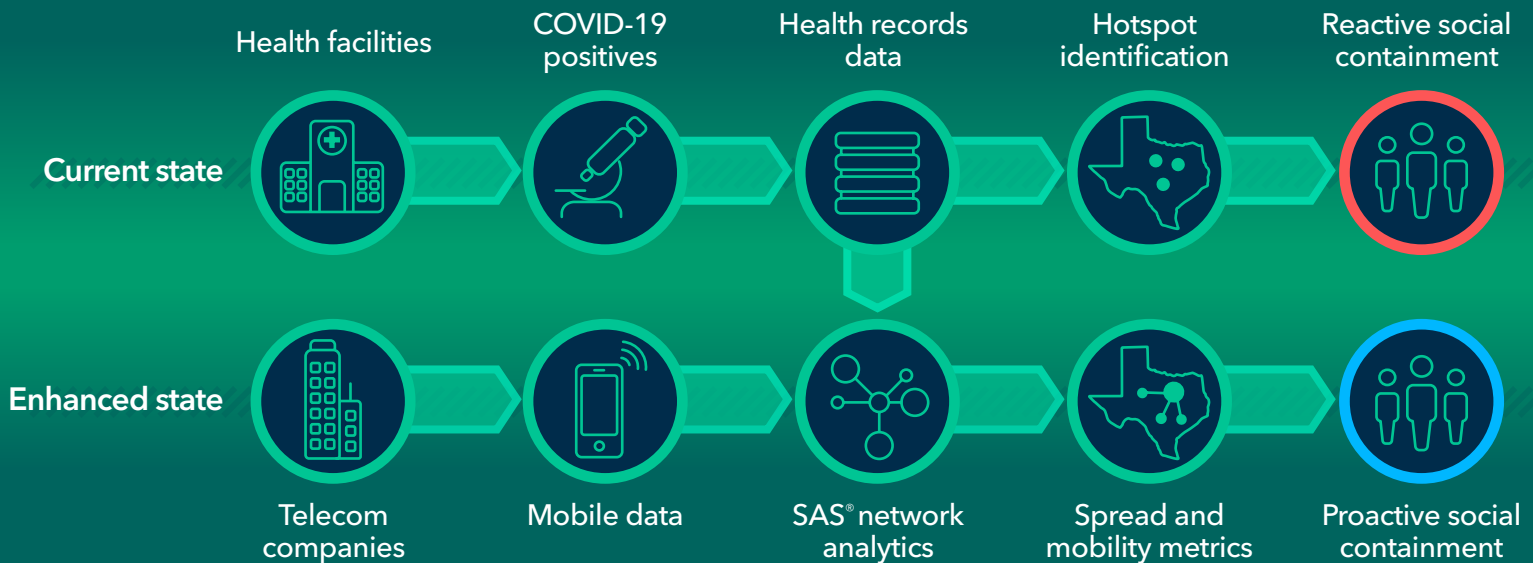 Health facilities
COVID-19
positives
Health records
data
Hotspot
identification
Reactive social
containment
Current state
Enhanced state
Telecom
companies
Mobile data
SAS® network
analytics
Spread and
mobility metrics
Proactive social
containment